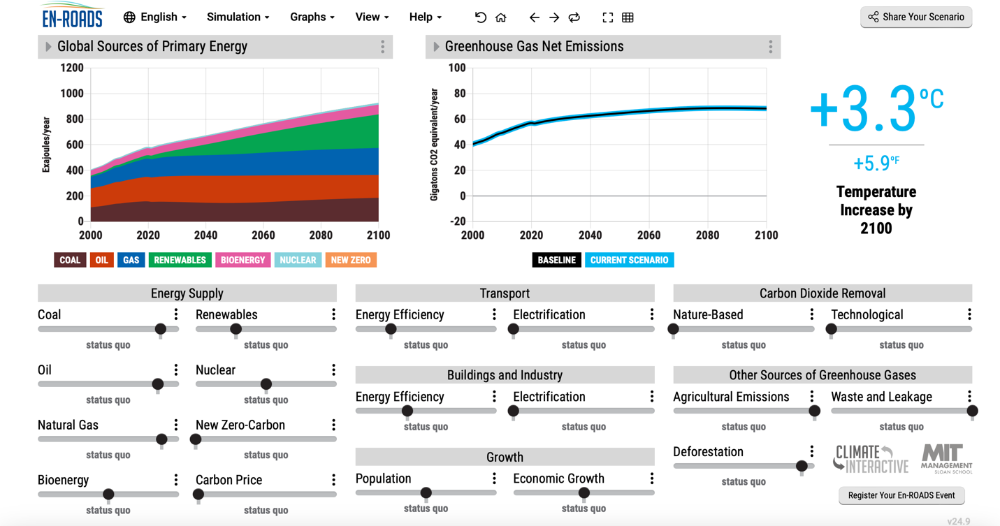 EN-ROADS English Simulation Graphs View Help Share Your Scenario
Global Sources of Primary Energy
1200
1000
800
600
400
200
0
Exajoules/year
2000 2020 2040 2060 2080 2100
COAL OIL GAS RENEWABLES BIOENERGY NUCLEAR NEW ZERO
Greenhouse Gas Net Emissions
100
80
60
40
20
0
-20
Gigatons CO2 equivalent/year
2000 2020 2040 2060 2080 2100
BASELINE CURRENT SCENARIO
+3.3 °C
+5.9 °F
Temperature
Increase by
2100
Energy Supply
Coal Renewables
status quo status quo
Oil Nuclear
status quo status quo
Natural Gas New Zero-Carbon
status quo status quo
Bioenergy Carbon Price
status quo status quo
Transport
Energy Efficiency Electrification
status quo status quo
Buildings and Industry
Energy Efficiency Electrification
status quo status quo
Growth
Population Economic Growth
status quo status quo
Carbon Dioxide Removal
Nature-Based Technological
status quo status quo
Other Sources of Greenhouse Gases
Agricultural Emissions Waste and Leakage
status quo status quo
Deforestation
status quo
CLIMATE
INTERACTIVE
MIT
MANAGEMENT
SLOAN SCHOOL
Register Your En-ROADS Event
v24.9